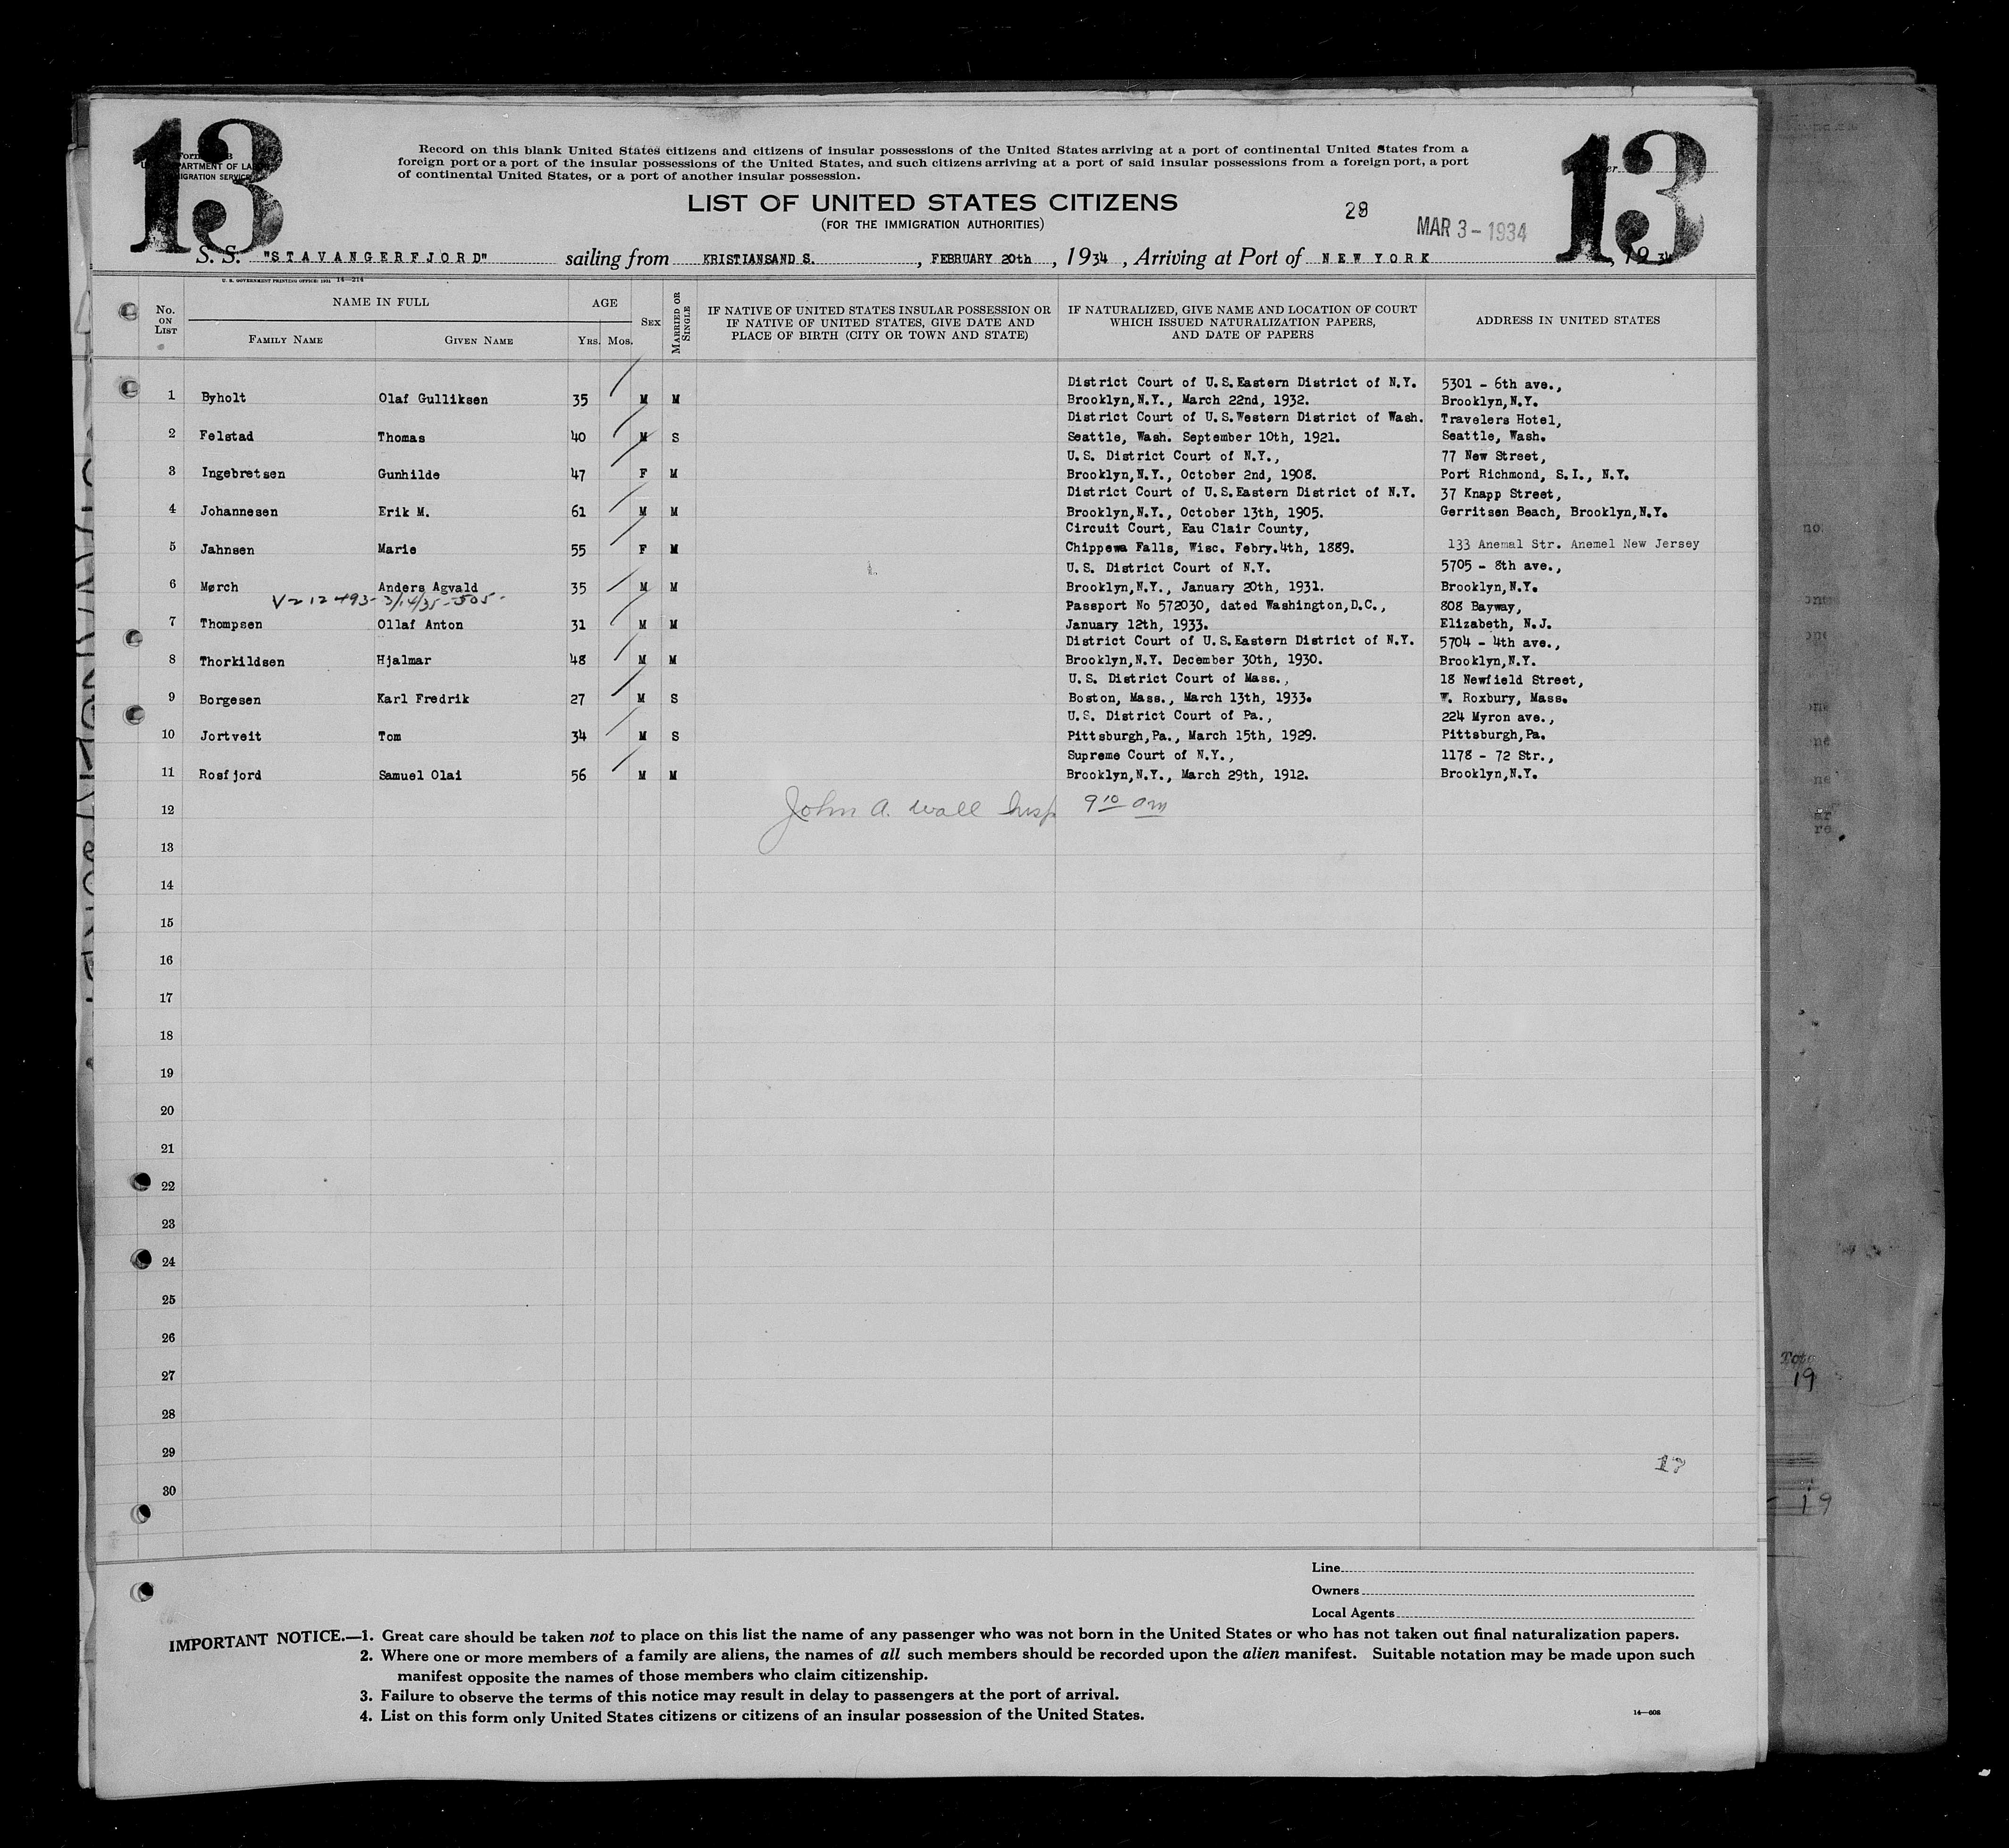 13
13
Record on this blank United States citizens and citizens of insular possessions of the United States arriving at a port of continental United States from a
foreign port or a port of the insular possessions of the United States, and such citizens arriving at a port of said insular possessions from a foreign port, a port
of continental United States, or a port of another insular possession.
LIST OF UNITED STATES CITIZENS
(FOR THE IMMIGRATION AUTHORITIES)
28
MAR 3 - 1934
S. S. "STAVANGERFJORD" sailing from KRISTIANSAND S. , FEBRUARY 20th , 1934 , Arriving at Port of NEW YORK , 1934
U. S. GOVERNMENT PRINTING OFFICE: 1931 14—214
No. ON LIST
NAME IN FULL
FAMILY NAME
GIVEN NAME
AGE
YRS. MOS.
SEX
MARRIED OR SINGLE
IF NATIVE OF UNITED STATES INSULAR POSSESSION OR
IF NATIVE OF UNITED STATES, GIVE DATE AND
PLACE OF BIRTH (CITY OR TOWN AND STATE)
IF NATURALIZED, GIVE NAME AND LOCATION OF COURT
WHICH ISSUED NATURALIZATION PAPERS,
AND DATE OF PAPERS
ADDRESS IN UNITED STATES
District Court of U.S.Eastern District of N.Y. 5301 - 6th ave.,
1 Byholt Olaf Gulliksen 35 M M Brooklyn,N.Y., March 22nd, 1932. Brooklyn,N.Y.
District Court of U.S.Western District of Wash. Travelers Hotel,
2 Felstad Thomas 40 M S Seattle, Wash. September 10th, 1921. Seattle, Wash.
U.S. District Court of N.Y., 77 New Street,
3 Ingebretsen Gunhilde 47 F M Brooklyn,N.Y., October 2nd, 1908. Port Richmond, S.I., N.Y.
District Court of U.S.Eastern District of N.Y. 37 Knapp Street,
4 Johannesen Erik M. 61 M M Brooklyn,N.Y., October 13th, 1905. Gerritsen Beach, Brooklyn,N.Y.
Circuit Court, Eau Clair County,
5 Jahnsen Marie 55 F M Chippewa Falls, Wisc. Febry.4th, 1889. 133 Anemal Str. Anemel New Jersey
U.S. District Court of N.Y. 5705 - 8th ave.,
6 Mørch Anders Agvald 35 M M Brooklyn,N.Y., January 20th, 1931. Brooklyn,N.Y.
V-212493-3/14/35-505-
Passport No 572030, dated Washington,D.C., 808 Bayway,
7 Thompsen Ollaf Anton 31 M M January 12th, 1933. Elizabeth, N.J.
District Court of U.S.Eastern District of N.Y. 5704 - 4th ave.,
8 Thorkildsen Hjalmar 48 M M Brooklyn,N.Y. December 30th, 1930. Brooklyn,N.Y.
U.S. District Court of Mass., 18 Newfield Street,
9 Borgesen Karl Fredrik 27 M S Boston, Mass., March 13th, 1933. W. Roxbury, Mass.
U.S. District Court of Pa., 224 Myron ave.,
10 Jortveit Tom 34 M S Pittsburgh,Pa., March 15th, 1929. Pittsburgh,Pa.
Supreme Court of N.Y., 1178 - 72 Str.,
11 Rosfjord Samuel Olai 56 M M Brooklyn,N.Y., March 29th, 1912. Brooklyn,N.Y.
12 John A. Wall Insp 9 10 am
13
14
15
16
17
18
19
20
21
22
23
24
25
26
27
28
29
17
30
Line
Owners
Local Agents
IMPORTANT NOTICE.—1. Great care should be taken not to place on this list the name of any passenger who was not born in the United States or who has not taken out final naturalization papers.
2. Where one or more members of a family are aliens, the names of all such members should be recorded upon the alien manifest. Suitable notation may be made upon such
manifest opposite the names of those members who claim citizenship.
3. Failure to observe the terms of this notice may result in delay to passengers at the port of arrival.
4. List on this form only United States citizens or citizens of an insular possession of the United States.
14—608
19
19